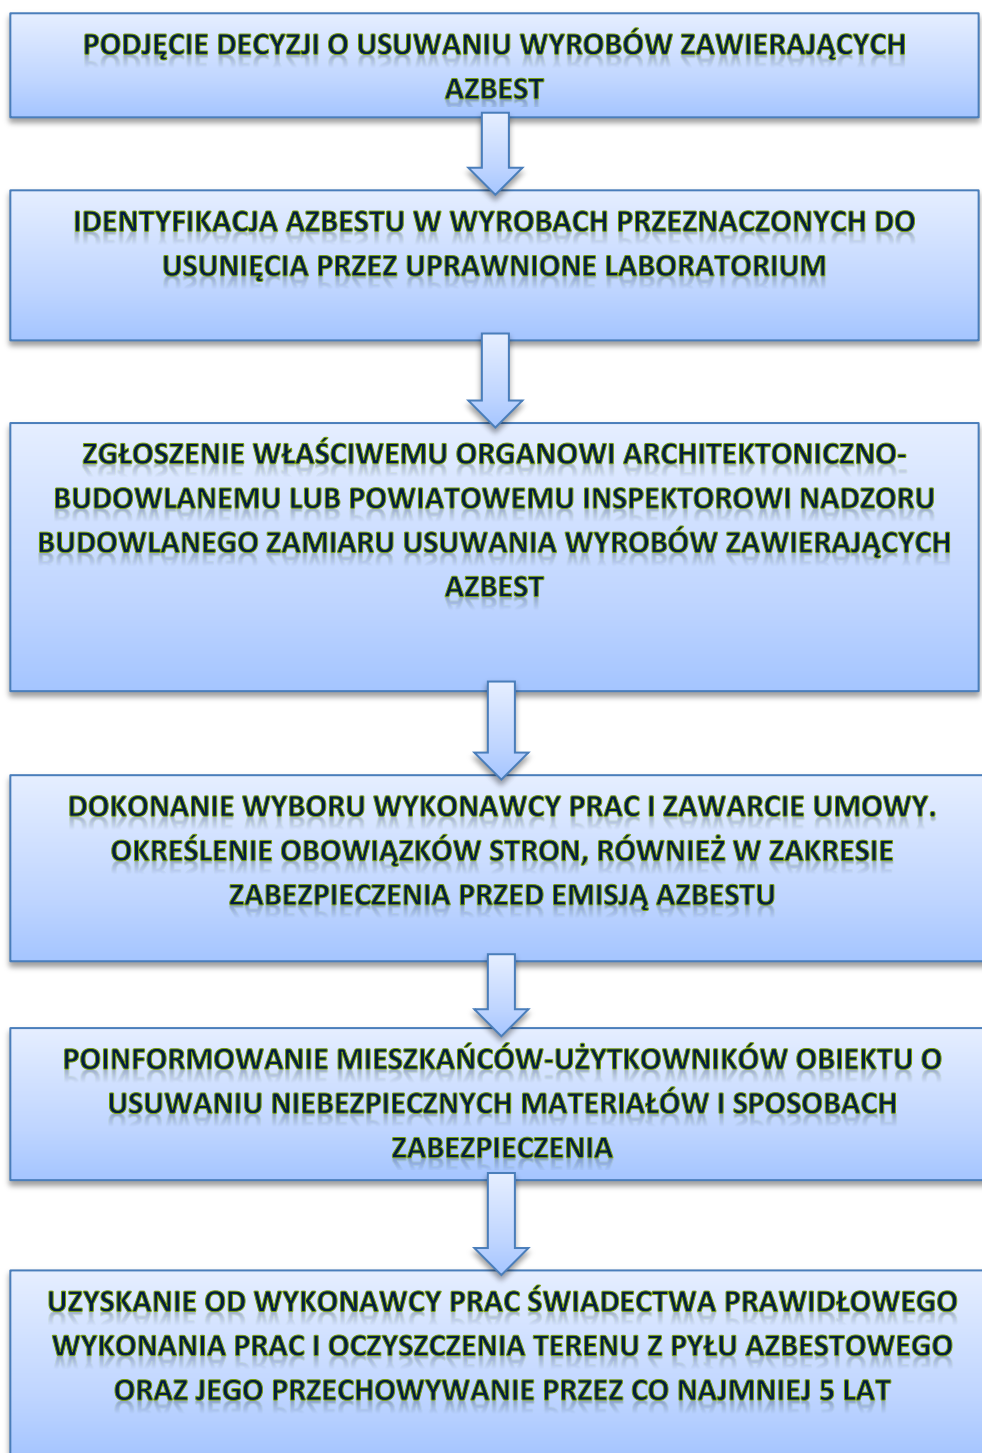 PODJĘCIE DECYZJI O USUWANIU WYROBÓW ZAWIERAJĄCYCH
AZBEST
IDENTYFIKACJA AZBESTU W WYROBACH PRZEZNACZONYCH DO
USUNIĘCIA PRZEZ UPRAWNIONE LABORATORIUM
ZGŁOSZENIE WŁAŚCIWEMU ORGANOWI ARCHITEKTONICZNO-
BUDOWLANEMU LUB POWIATOWEMU INSPEKTOROWI NADZORU
BUDOWLANEGO ZAMIARU USUWANIA WYROBÓW ZAWIERAJĄCYCH
AZBEST
DOKONANIE WYBORU WYKONAWCY PRAC I ZAWARCIE UMOWY.
OKREŚLENIE OBOWIĄZKÓW STRON, RÓWNIEŻ W ZAKRESIE
ZABEZPIECZENIA PRZED EMISJĄ AZBESTU
POINFORMOWANIE MIESZKAŃCÓW-UŻYTKOWNIKÓW OBIEKTU O
USUWANIU NIEBEZPIECZNYCH MATERIAŁÓW I SPOSOBACH
ZABEZPIECZENIA
UZYSKANIE OD WYKONAWCY PRAC ŚWIADECTWA PRAWIDŁOWEGO
WYKONANIA PRAC I OCZYSZCZENIA TERENU Z PYŁU AZBESTOWEGO
ORAZ JEGO PRZECHOWYWANIE PRZEZ CO NAJMNIEJ 5 LAT